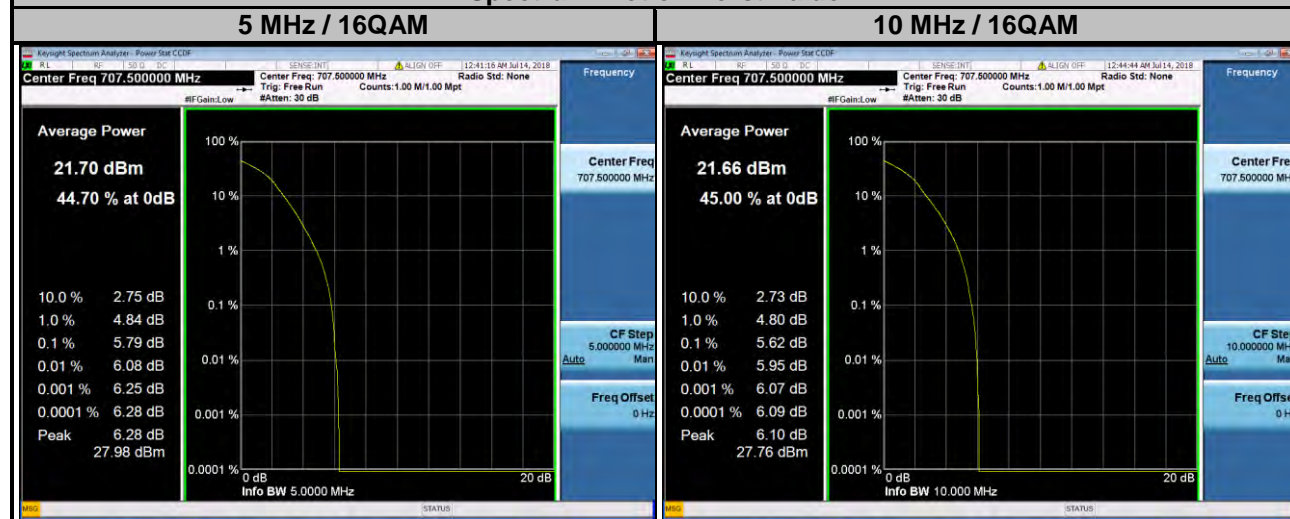 5 MHz / 16QAM
10 MHz / 16QAM
Keysight Spectrum Analyzer - Power Stat CCDF
RL RF 50 Ω DC SENSE:INT ALIGN OFF 12:41:16 AM Jul 14, 2018
Center Freq 707.500000 MHz
Center Freq: 707.500000 MHz Radio Std: None
Trig: Free Run Counts:1.00 M/1.00 Mpt
#IFGain:Low #Atten: 30 dB
Frequency
Average Power
21.70 dBm
44.70 % at 0dB
10.0 % 2.75 dB
1.0 % 4.84 dB
0.1 % 5.79 dB
0.01 % 6.08 dB
0.001 % 6.25 dB
0.0001 % 6.28 dB
Peak 6.28 dB
27.98 dBm
100 %
10 %
1 %
0.1 %
0.01 %
0.001 %
0.0001 %
0 dB 20 dB
Info BW 5.0000 MHz
Center Freq
707.500000 MHz
CF Step
5.000000 MHz
Auto Man
Freq Offset
0 Hz
MSG STATUS
Keysight Spectrum Analyzer - Power Stat CCDF
RL RF 50 Ω DC SENSE:INT ALIGN OFF 12:44:44 AM Jul 14, 2018
Center Freq 707.500000 MHz
Center Freq: 707.500000 MHz Radio Std: None
Trig: Free Run Counts:1.00 M/1.00 Mpt
#IFGain:Low #Atten: 30 dB
Frequency
Average Power
21.66 dBm
45.00 % at 0dB
10.0 % 2.73 dB
1.0 % 4.80 dB
0.1 % 5.62 dB
0.01 % 5.95 dB
0.001 % 6.07 dB
0.0001 % 6.09 dB
Peak 6.10 dB
27.76 dBm
100 %
10 %
1 %
0.1 %
0.01 %
0.001 %
0.0001 %
0 dB 20 dB
Info BW 10.000 MHz
Center Fre
707.500000 MH
CF Ste
10.000000 MH
Auto Ma
Freq Offse
0 H
MSG STATUS